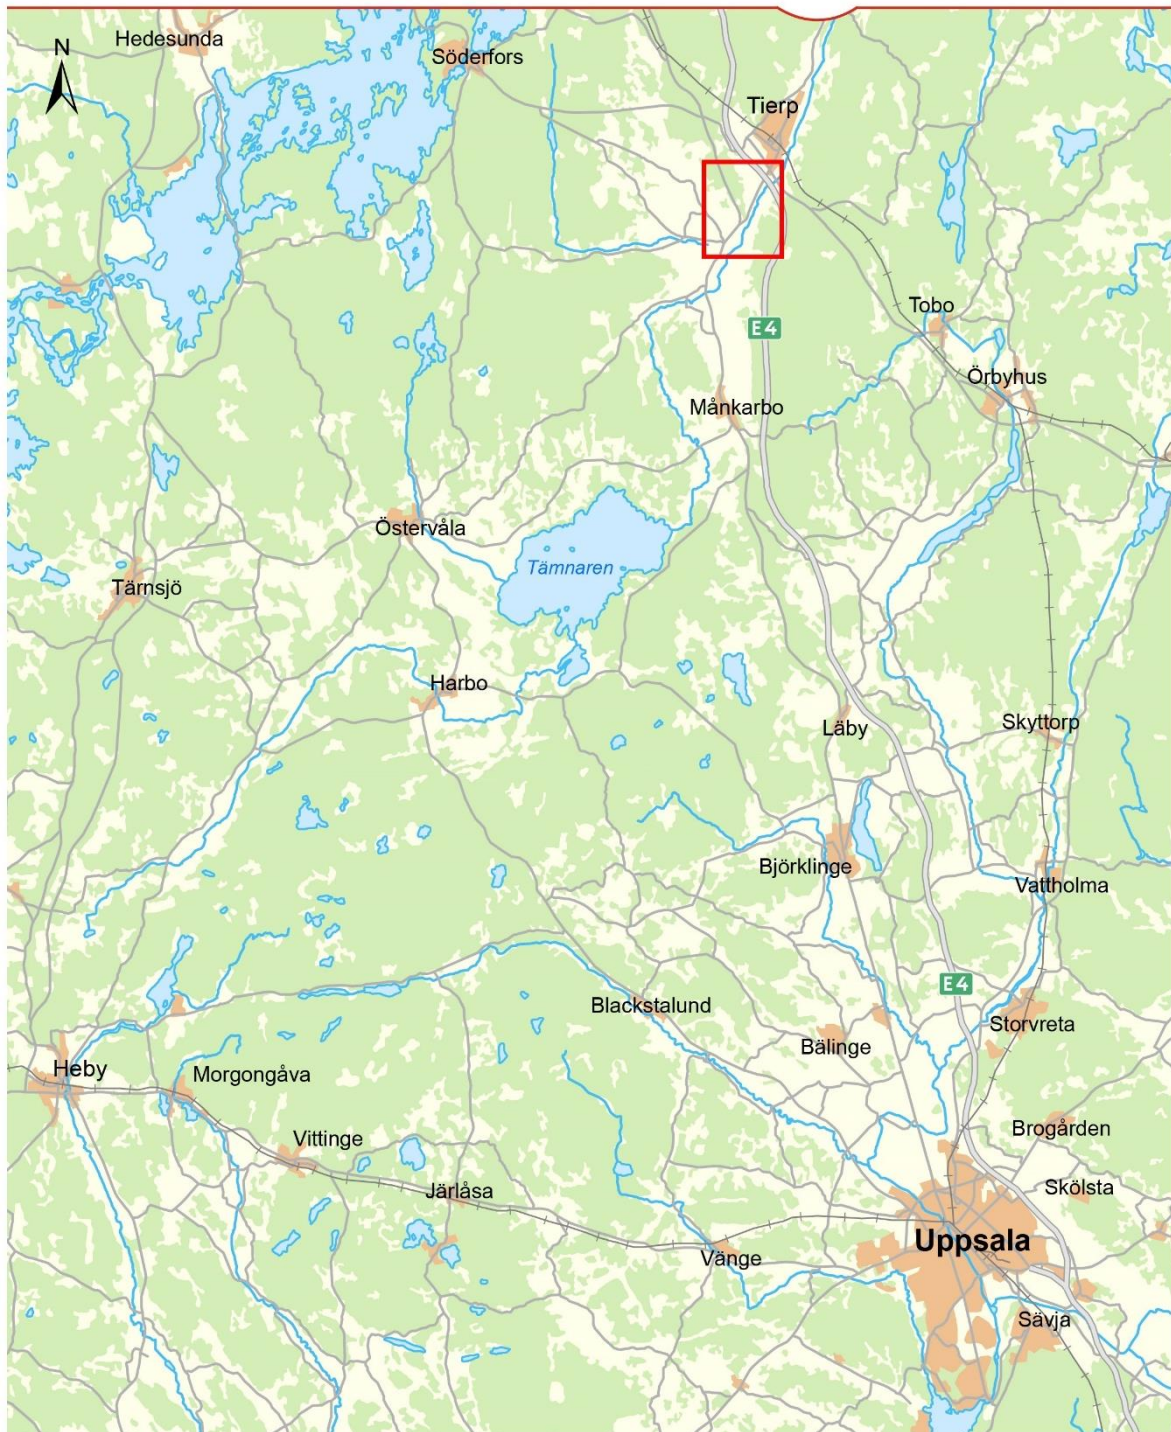 Hedesunda
N
Söderfors
Tierp
Tobo
E4
Örbyhus
Månkarbo
Östervåla
Tämnaren
Tärnsjö
Harbo
Läby
Skyttorp
Björklinge
Vattholma
E4
Blackstalund
Storvreta
Bälinge
Heby
Morgongåva
Brogården
Vittinge
Järlåsa
Skölsta
Uppsala
Vänge
Sävja